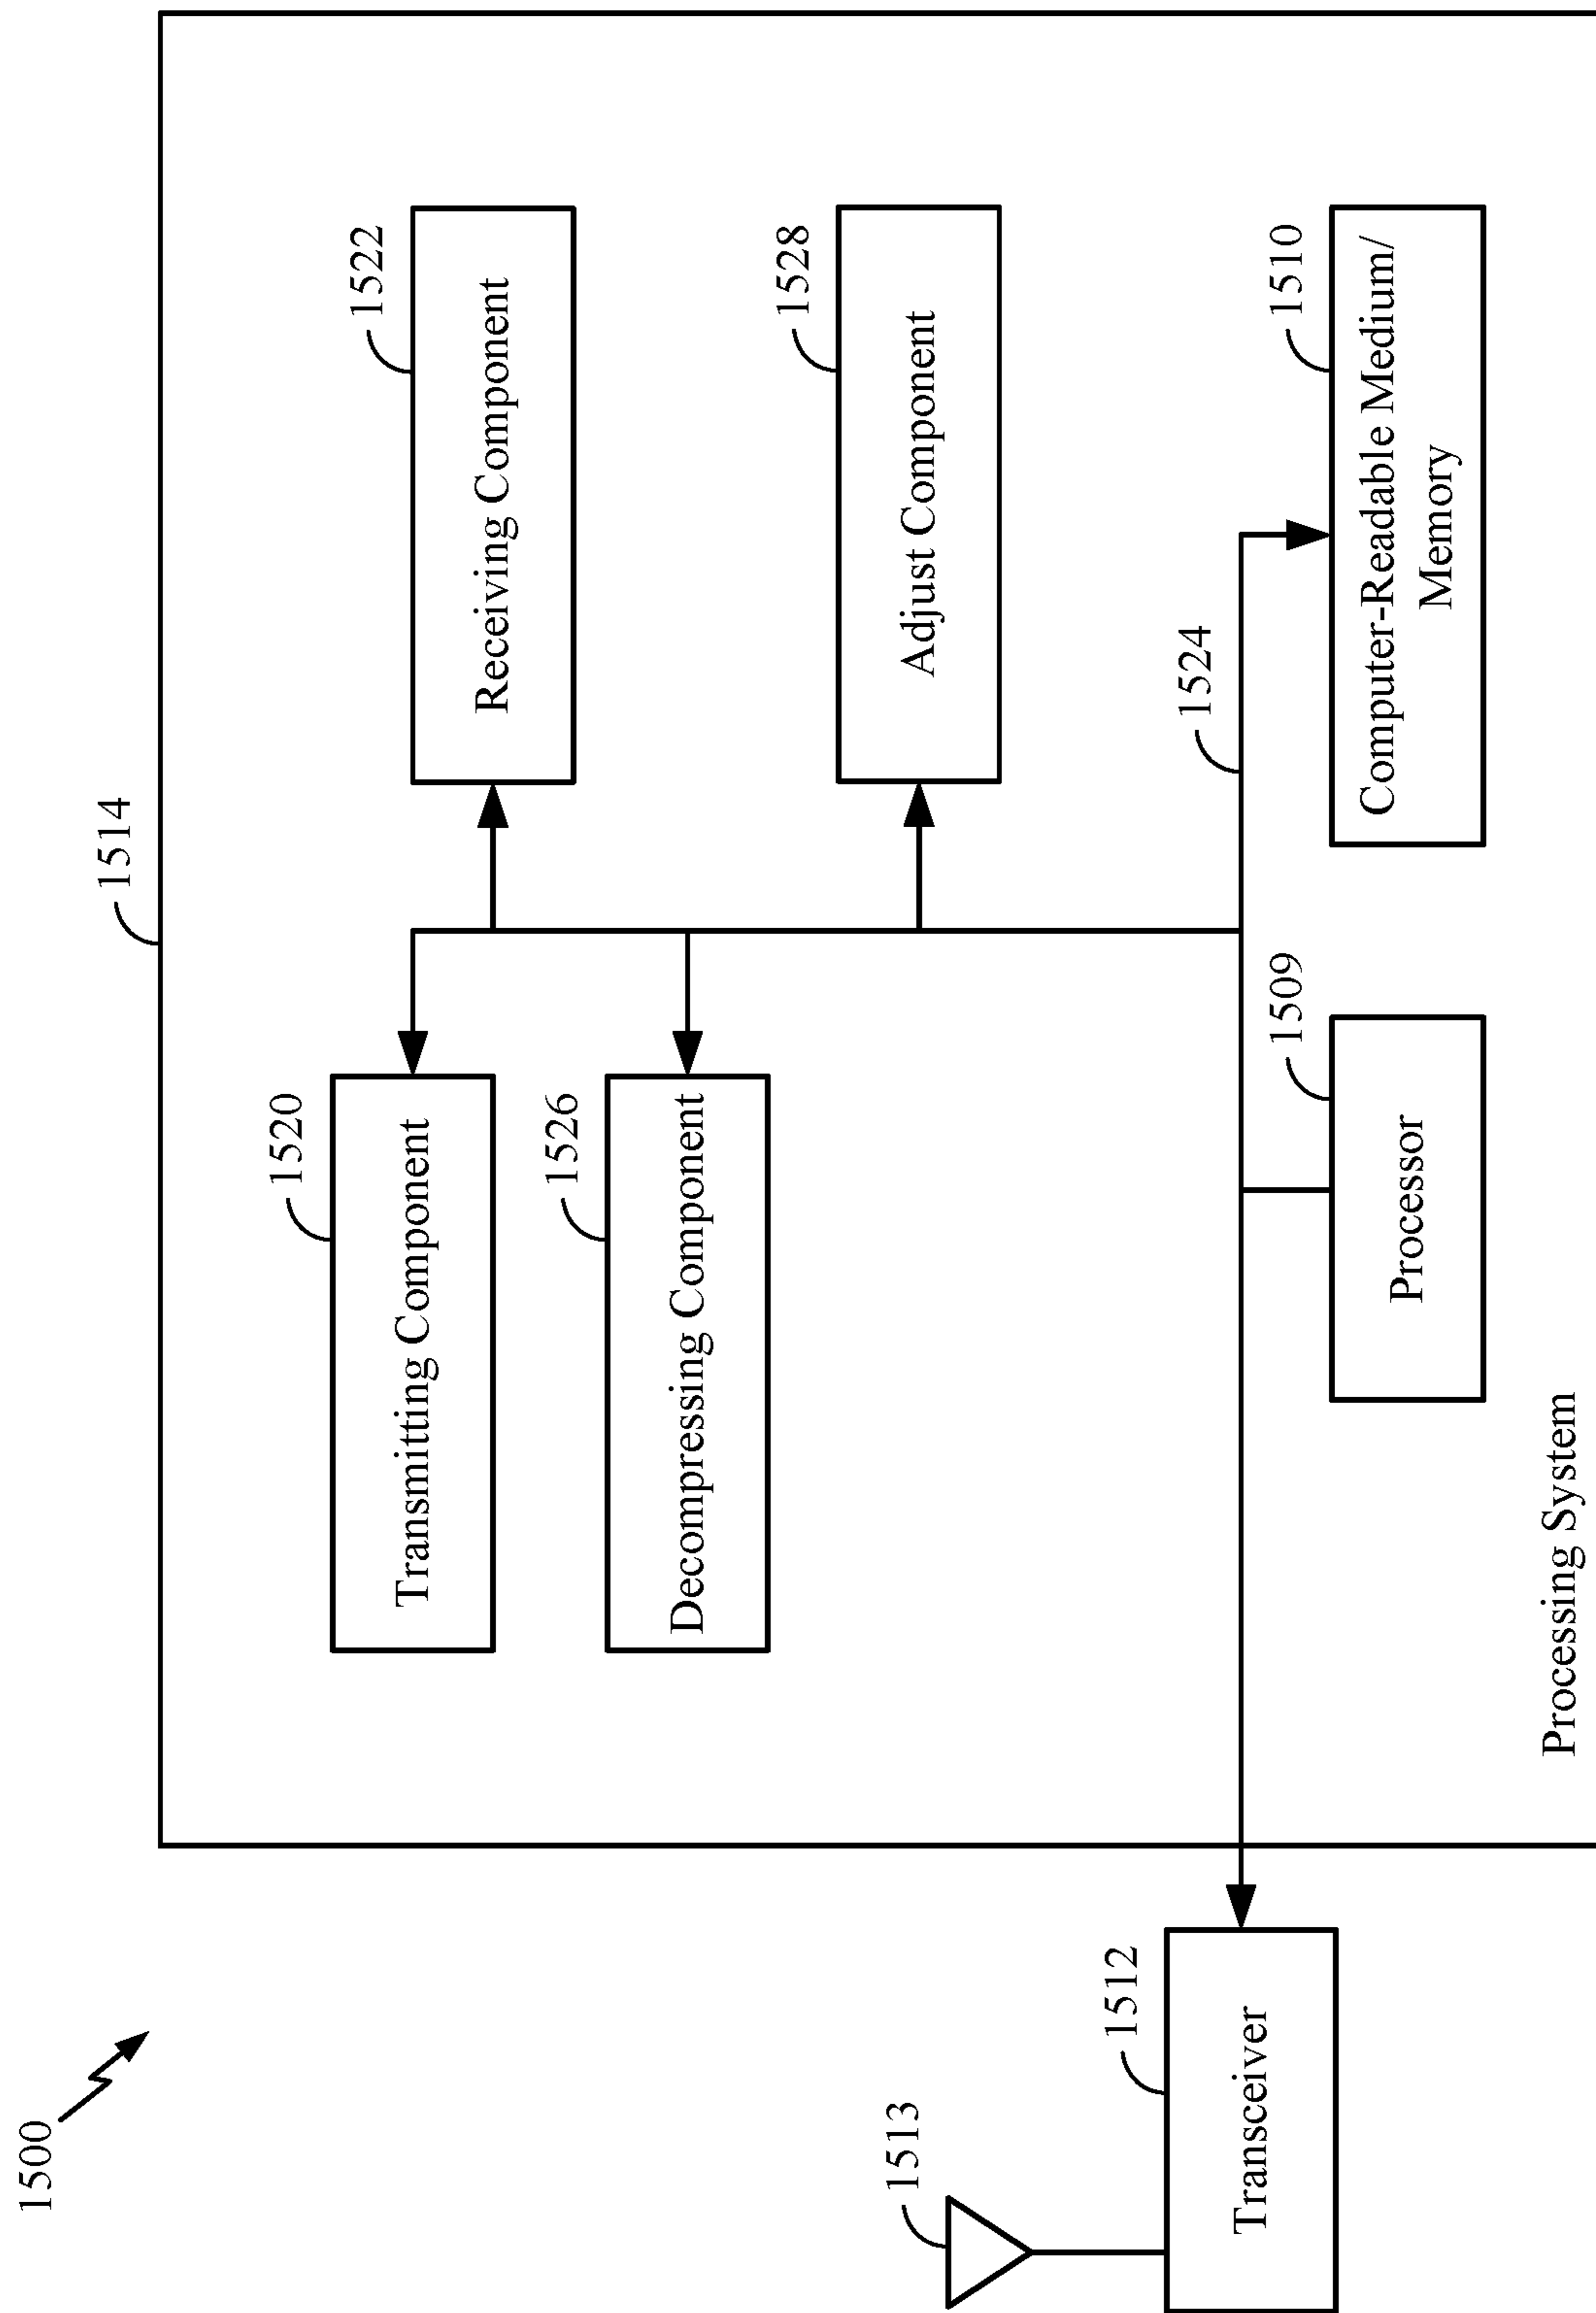 1500
1514
1520
Transmitting Component
1522
Receiving Component
1526
Decompressing Component
1528
Adjust Component
1513
1512
Transceiver
1524
1509
Processor
1510
Computer-Readable Medium/
Memory
Processing System